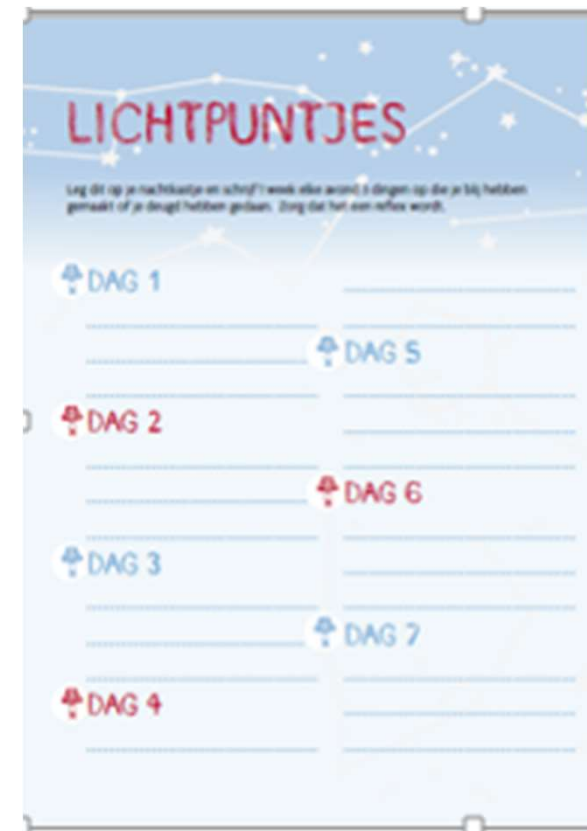 LICHTPUNTJES
Leg dit op je nachtkastje en schrijf 1 week elke avond 3 dingen op die je blij hebben
gemaakt of je deugd hebben gedaan. Zorg dat het een reflex wordt.
DAG 1
DAG 2
DAG 3
DAG 4
DAG 5
DAG 6
DAG 7